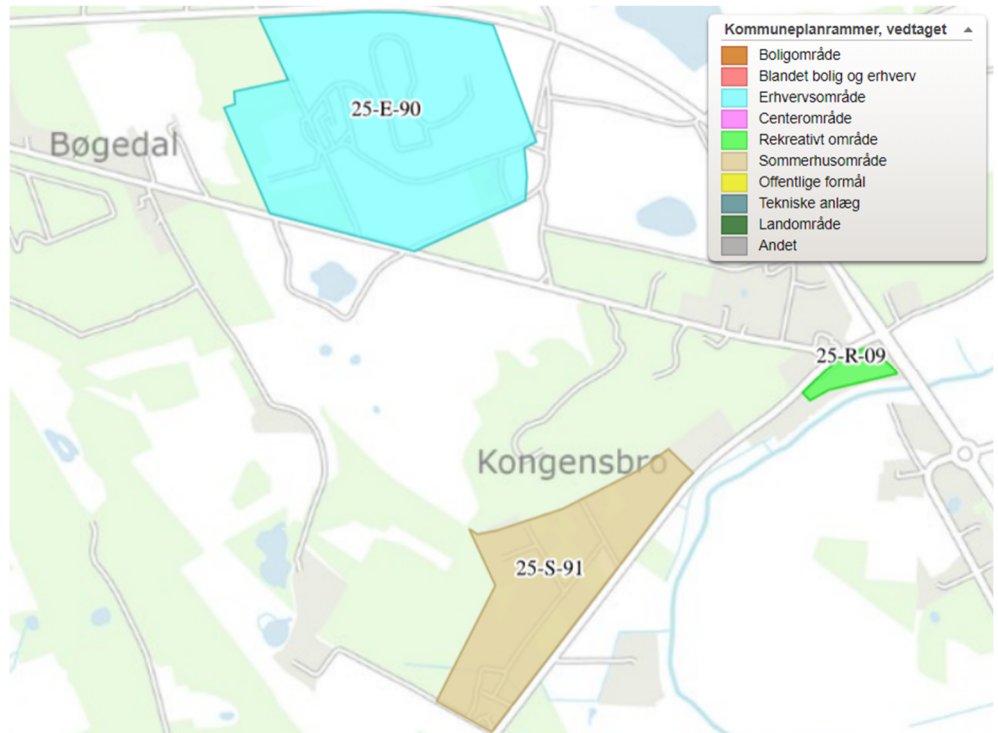 Kommuneplanrammer, vedtaget
Boligområde
Blandet bolig og erhverv
Erhvervsområde
Centerområde
Rekreativt område
Sommerhusområde
Offentlige formål
Tekniske anlæg
Landområde
Andet
25-E-90
Bøgedal
25-R-09
Kongensbro
25-S-91